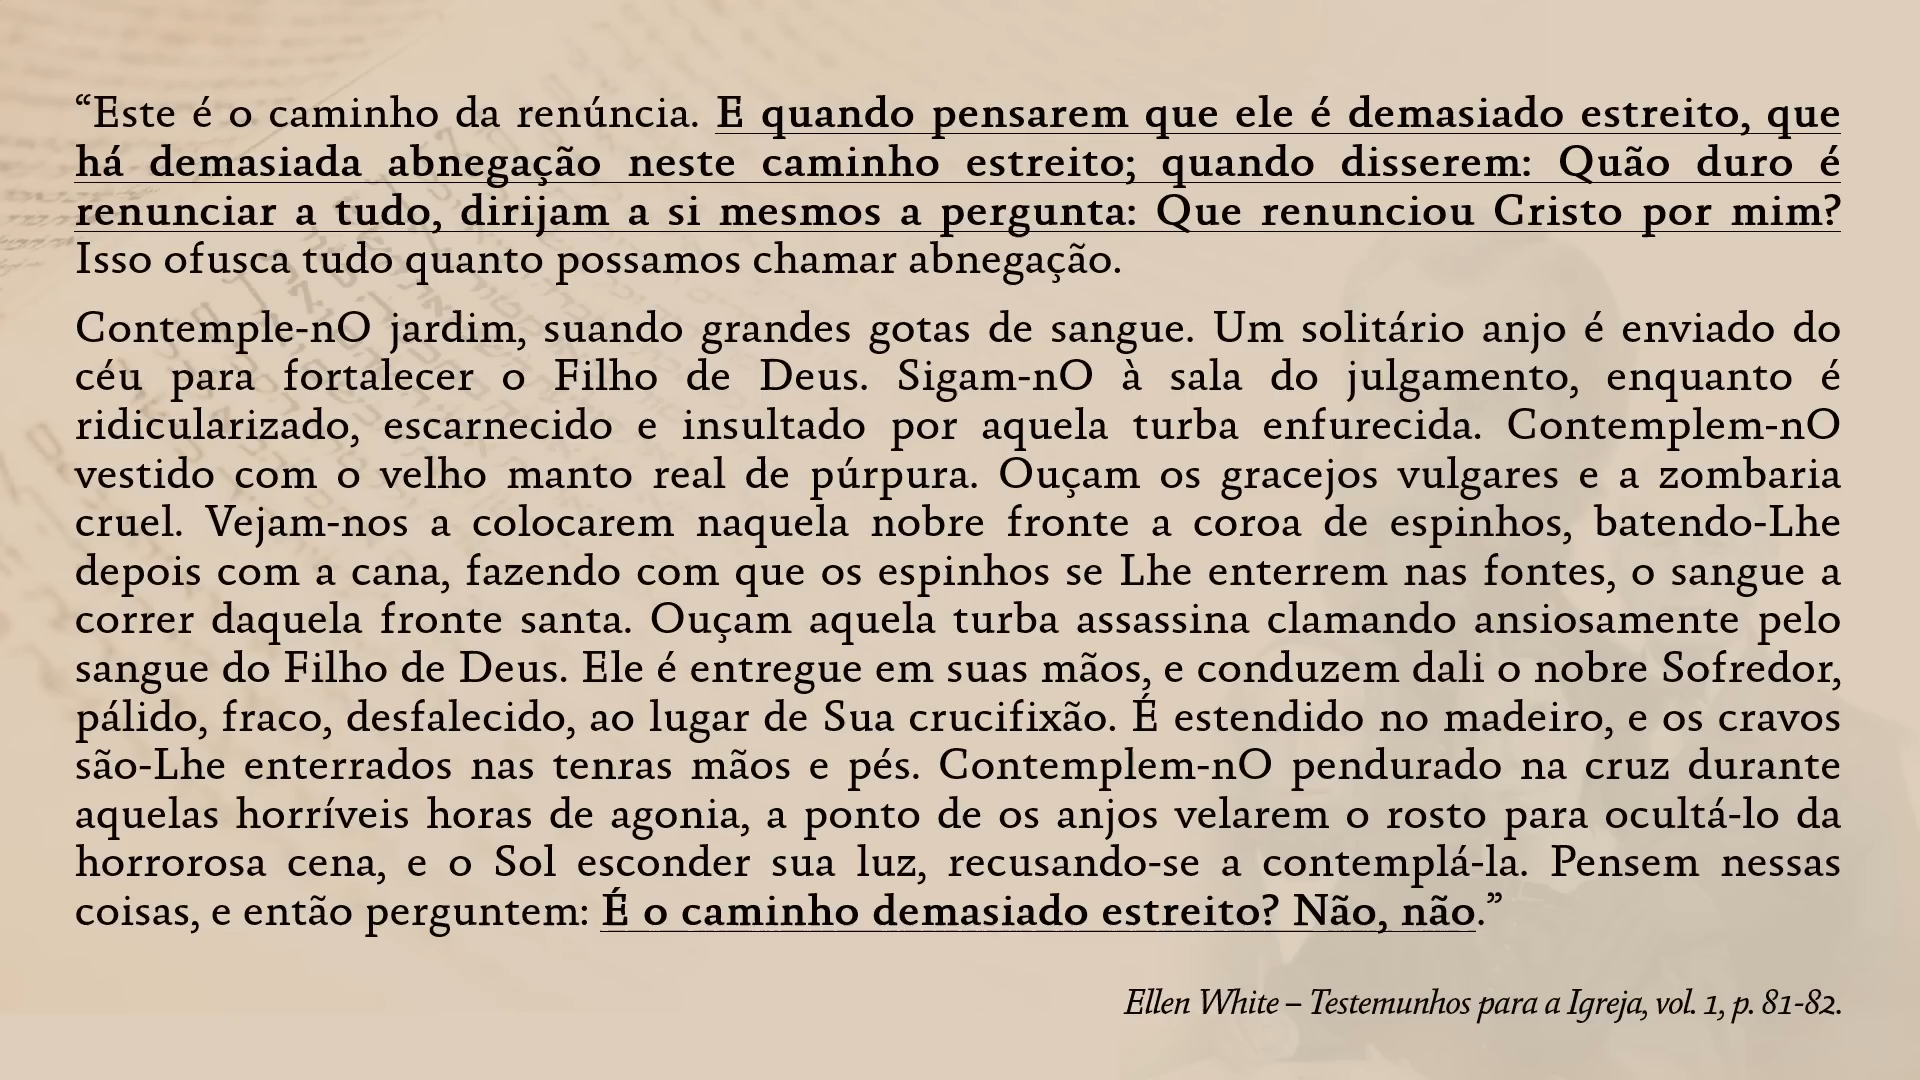 “Este é o caminho da renúncia. E quando pensarem que ele é demasiado estreito, que
há demasiada abnegação neste caminho estreito; quando disserem: Quão duro é
renunciar a tudo, dirijam a si mesmos a pergunta: Que renunciou Cristo por mim?
Isso ofusca tudo quanto possamos chamar abnegação.
Contemple-nO jardim, suando grandes gotas de sangue. Um solitário anjo é enviado do
céu para fortalecer o Filho de Deus. Sigam-nO à sala do julgamento, enquanto é
ridicularizado, escarnecido e insultado por aquela turba enfurecida. Contemplem-nO
vestido com o velho manto real de púrpura. Ouçam os gracejos vulgares e a zombaria
cruel. Vejam-nos a colocarem naquela nobre fronte a coroa de espinhos, batendo-Lhe
depois com a cana, fazendo com que os espinhos se Lhe enterrem nas fontes, o sangue a
correr daquela fronte santa. Ouçam aquela turba assassina clamando ansiosamente pelo
sangue do Filho de Deus. Ele é entregue em suas mãos, e conduzem dali o nobre Sofredor,
pálido, fraco, desfalecido, ao lugar de Sua crucifixão. É estendido no madeiro, e os cravos
são-Lhe enterrados nas tenras mãos e pés. Contemplem-nO pendurado na cruz durante
aquelas horríveis horas de agonia, a ponto de os anjos velarem o rosto para ocultá-lo da
horrorosa cena, e o Sol esconder sua luz, recusando-se a contemplá-la. Pensem nessas
coisas, e então perguntem: É o caminho demasiado estreito? Não, não.”
Ellen White – Testemunhos para a Igreja, vol. 1, p. 81-82.